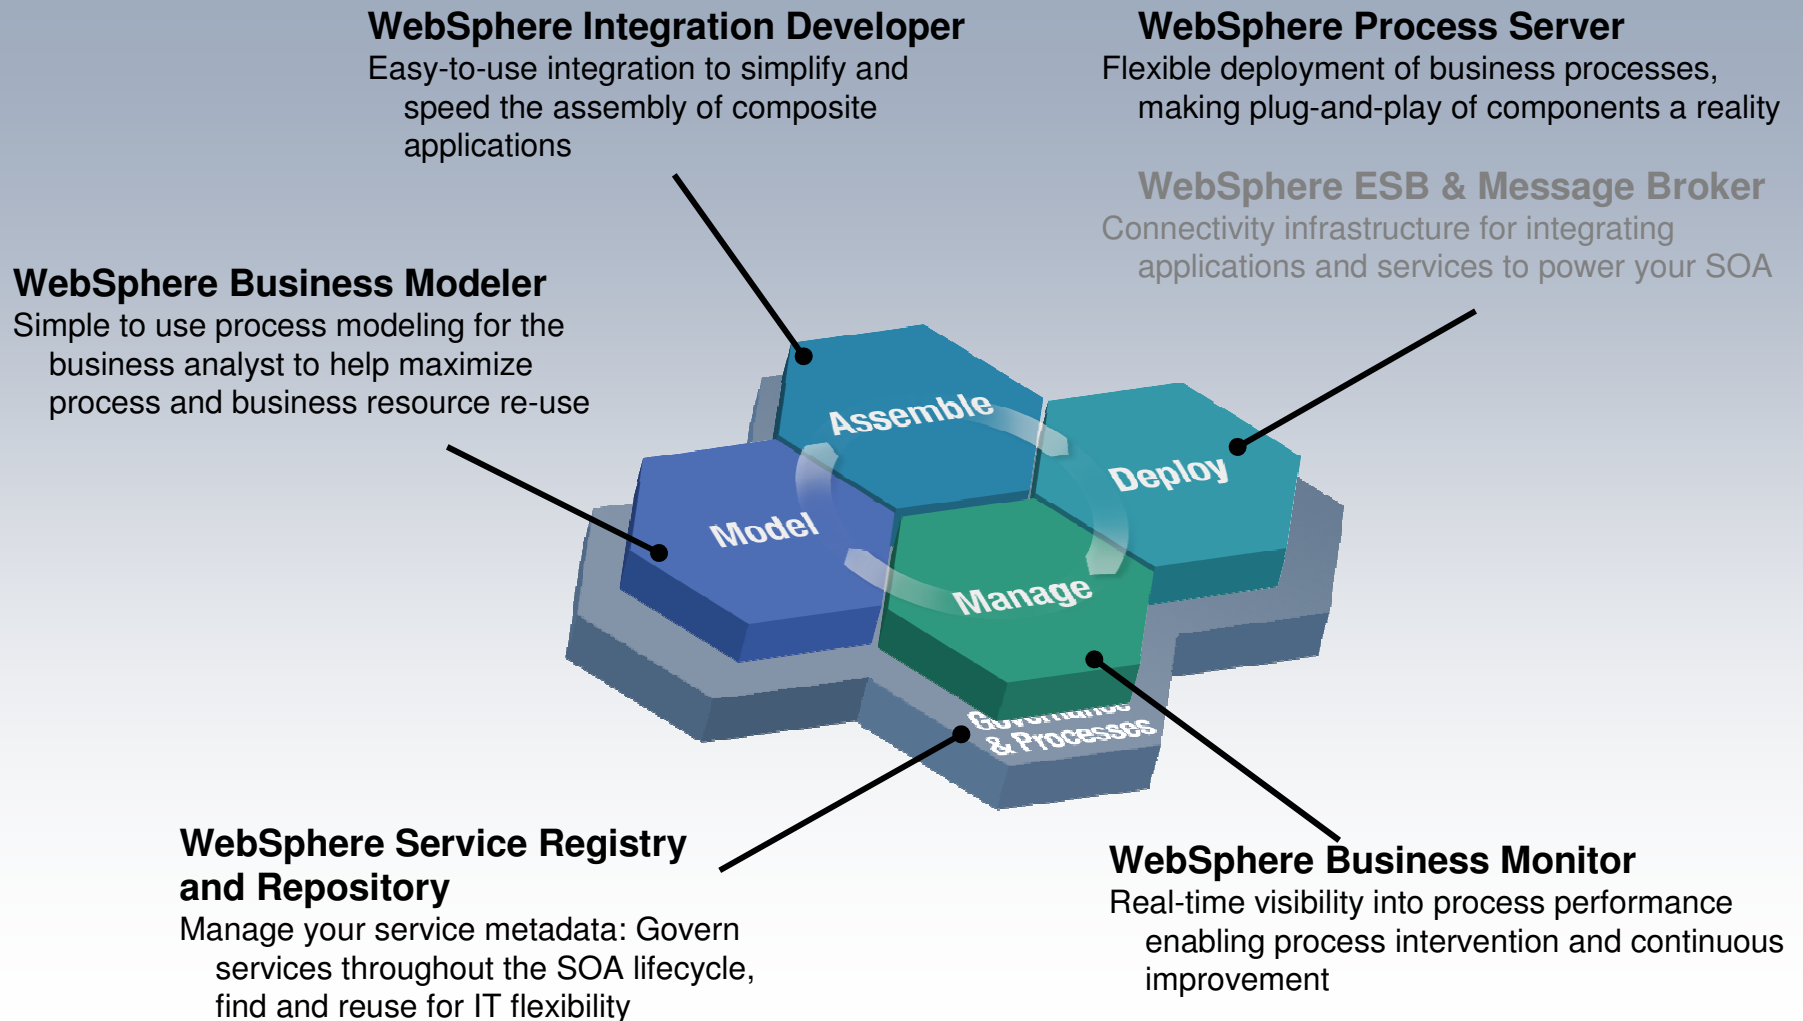 WebSphere Integration Developer
Easy-to-use integration to simplify and
speed the assembly of composite
applications
WebSphere Process Server
Flexible deployment of business processes,
making plug-and-play of components a reality
WebSphere ESB & Message Broker
Connectivity infrastructure for integrating
applications and services to power your SOA
WebSphere Business Modeler
Simple to use process modeling for the
business analyst to help maximize
process and business resource re-use
Assemble
Deploy
Model
Manage
Governance
& Processes
WebSphere Service Registry
and Repository
Manage your service metadata: Govern
services throughout the SOA lifecycle,
find and reuse for IT flexibility
WebSphere Business Monitor
Real-time visibility into process performance
enabling process intervention and continuous
improvement